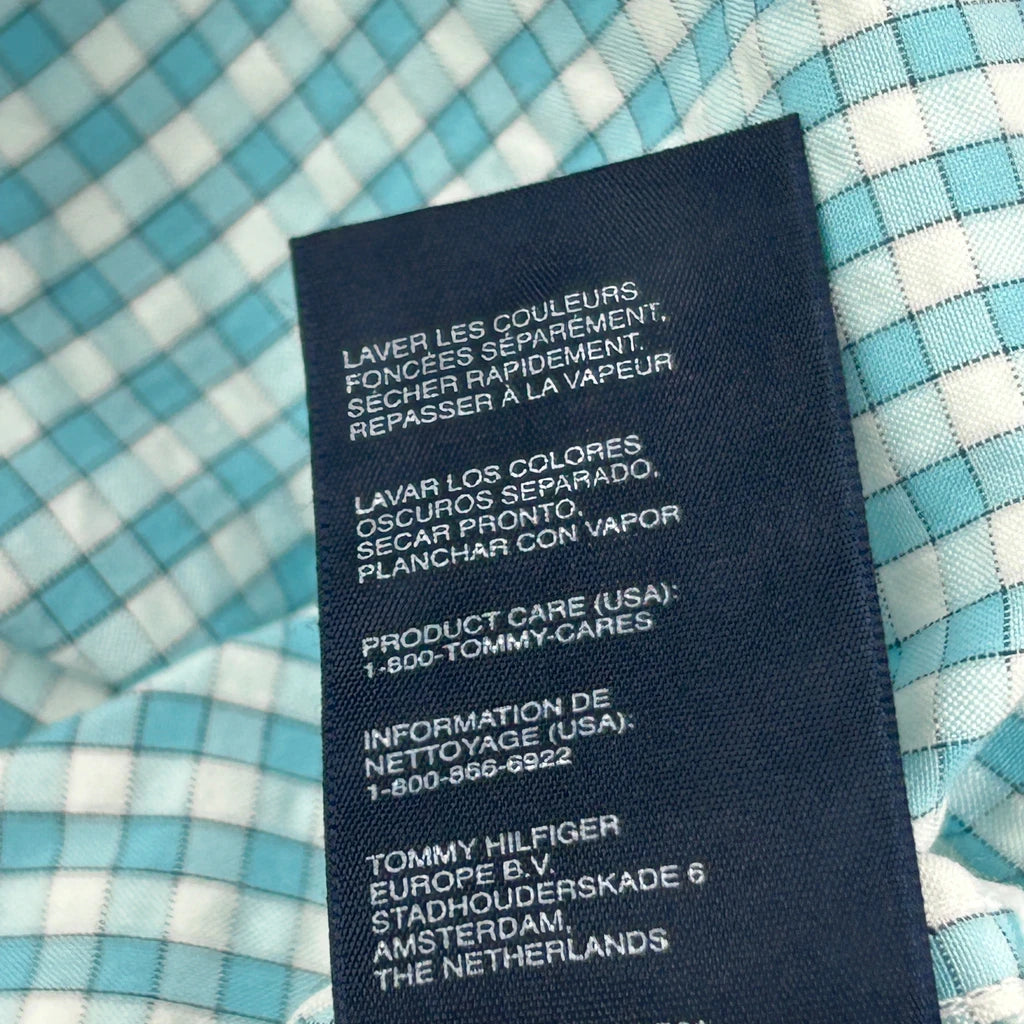 LAVER LES COULEURS
FONCÉES SÉPARÉMENT.
SÉCHER RAPIDEMENT.
REPASSER À LA VAPEUR
LAVAR LOS COLORES
OSCUROS SEPARADO.
SECAR PRONTO.
PLANCHAR CON VAPOR
PRODUCT CARE (USA):
1-800-TOMMY-CARES
INFORMATION DE
NETTOYAGE (USA):
1-800-866-6922
TOMMY HILFIGER
EUROPE B.V.
STADHOUDERSKADE 6
AMSTERDAM,
THE NETHERLANDS